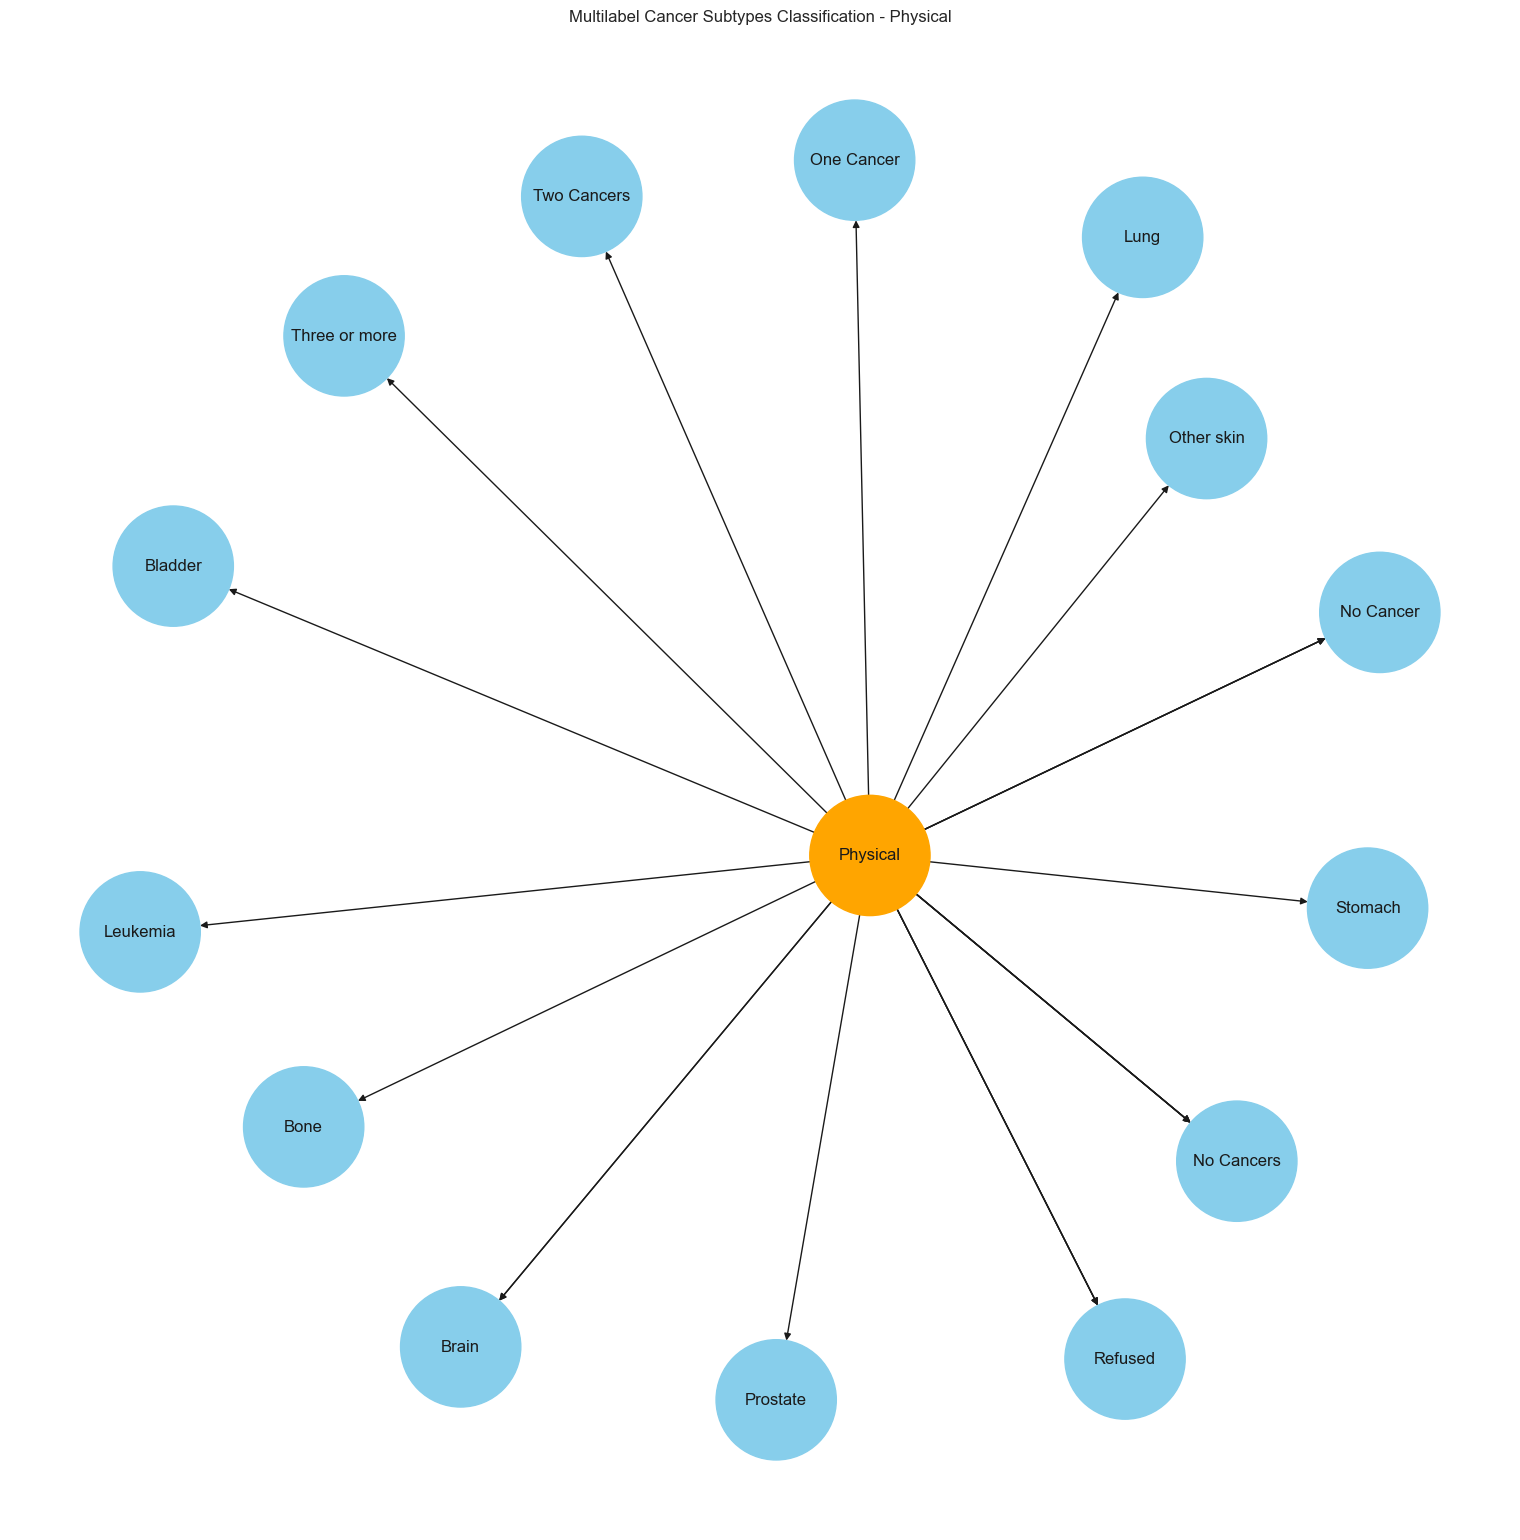 Multilabel Cancer Subtypes Classification - Physical
One Cancer
Two Cancers
Lung
Three or more
Other skin
Bladder
No Cancer
Physical
Stomach
Leukemia
Bone
No Cancers
Brain
Refused
Prostate